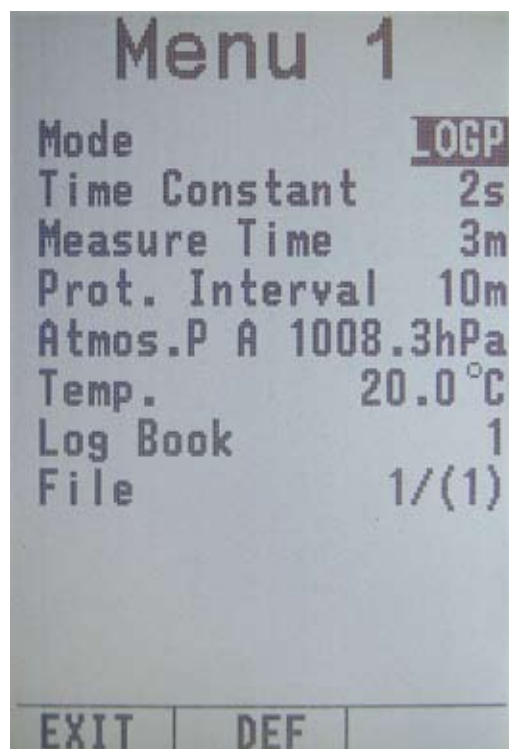 Menu 1
Mode LOGP
Time Constant 2s
Measure Time 3m
Prot. Interval 10m
Atmos.P A 1008.3hPa
Temp. 20.0°C
Log Book 1
File 1/(1)
EXIT DEF